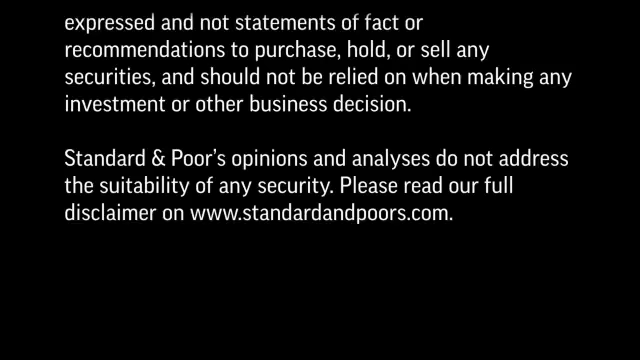 expressed and not statements of fact or
recommendations to purchase, hold, or sell any
securities, and should not be relied on when making any
investment or other business decision.
Standard & Poor’s opinions and analyses do not address
the suitability of any security. Please read our full
disclaimer on www.standardandpoors.com.